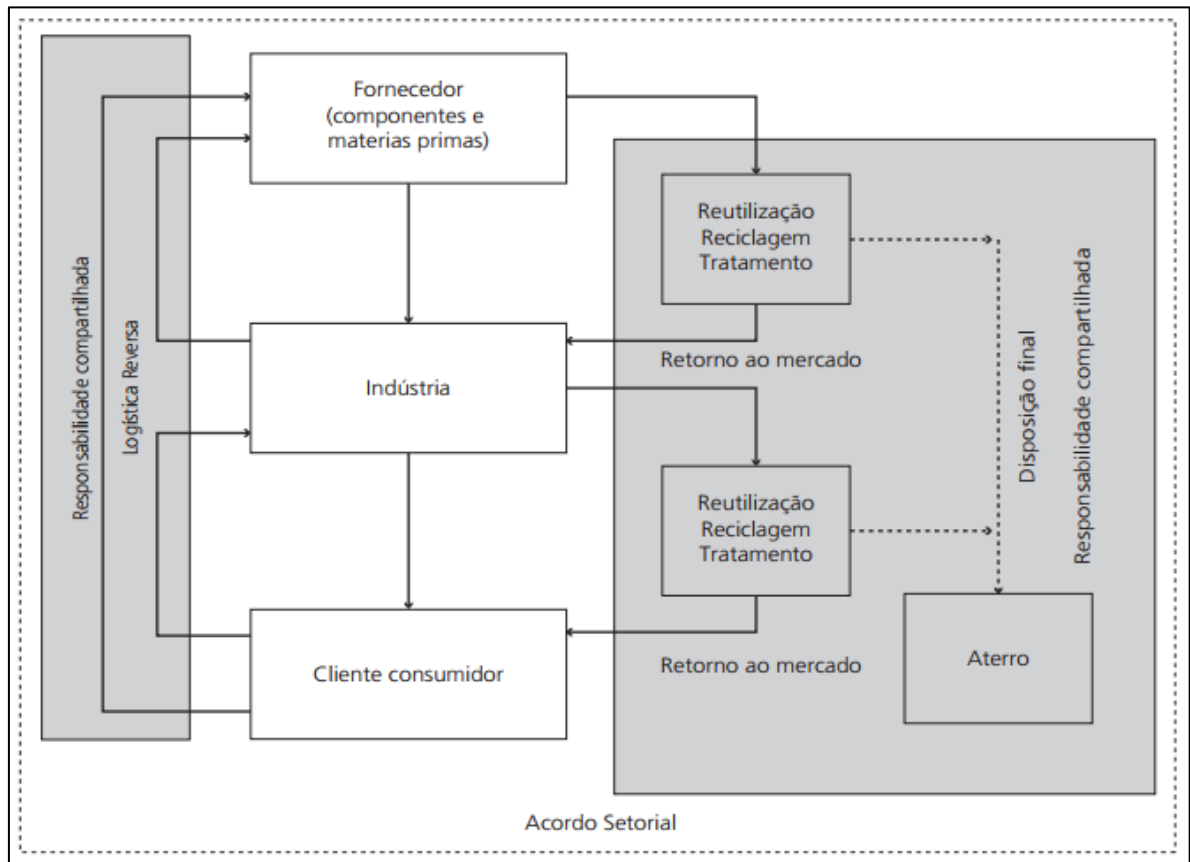 Fornecedor
(componentes e
materias primas)
Reutilização
Reciclagem
Tratamento
Responsabilidade compartilhada
Logística Reversa
Retorno ao mercado
Indústria
Disposição final
Responsabilidade compartilhada
Reutilização
Reciclagem
Tratamento
Retorno ao mercado
Cliente consumidor
Aterro
Acordo Setorial